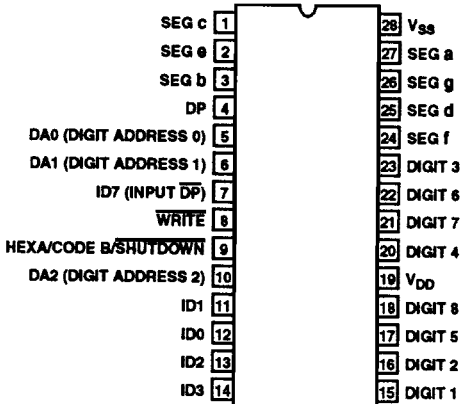 SEG c 1
SEG e 2
SEG b 3
DP 4
DA0 (DIGIT ADDRESS 0) 5
DA1 (DIGIT ADDRESS 1) 6
ID7 (INPUT D̅P̅) 7
W̅R̅I̅T̅E̅ 8
HEXA/CODE B/S̅H̅U̅T̅D̅O̅W̅N̅ 9
DA2 (DIGIT ADDRESS 2) 10
ID1 11
ID0 12
ID2 13
ID3 14
28 VSS
27 SEG a
26 SEG g
25 SEG d
24 SEG f
23 DIGIT 3
22 DIGIT 6
21 DIGIT 7
20 DIGIT 4
19 VDD
18 DIGIT 8
17 DIGIT 5
16 DIGIT 2
15 DIGIT 1